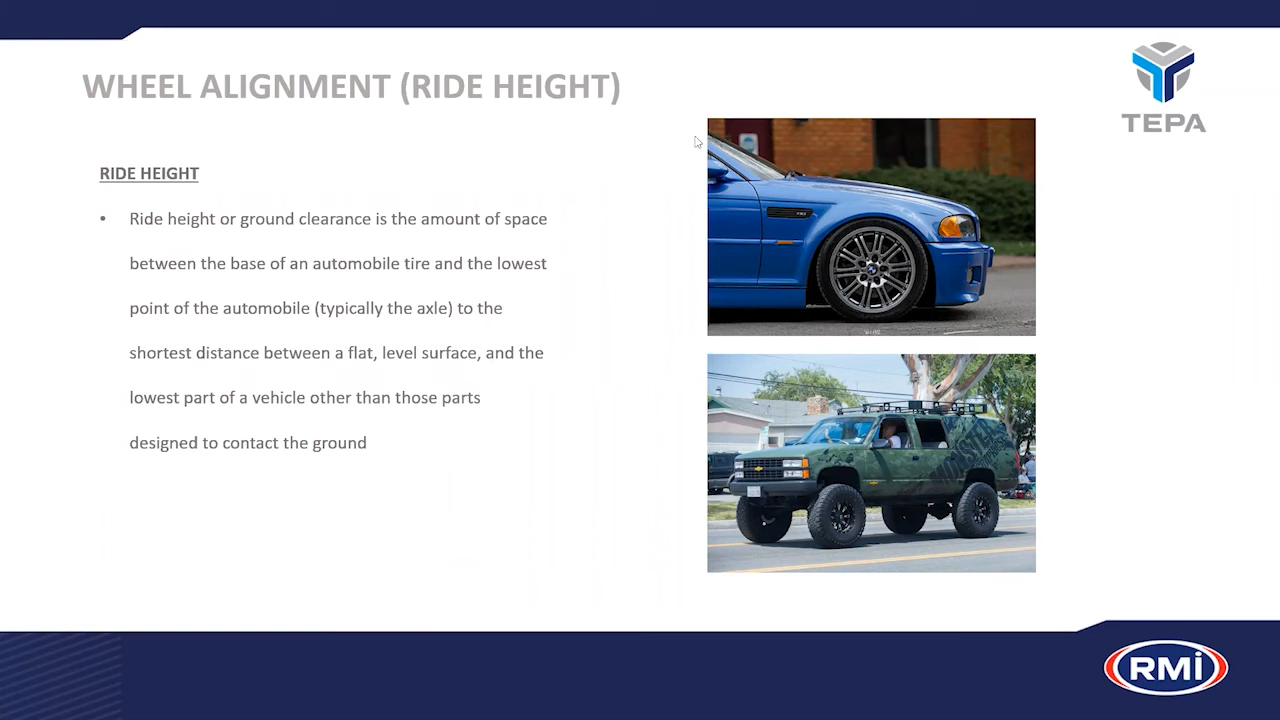 WHEEL ALIGNMENT (RIDE HEIGHT)
TEPA
RIDE HEIGHT
• Ride height or ground clearance is the amount of space
between the base of an automobile tire and the lowest
point of the automobile (typically the axle) to the
shortest distance between a flat, level surface, and the
lowest part of a vehicle other than those parts
designed to contact the ground
RMi